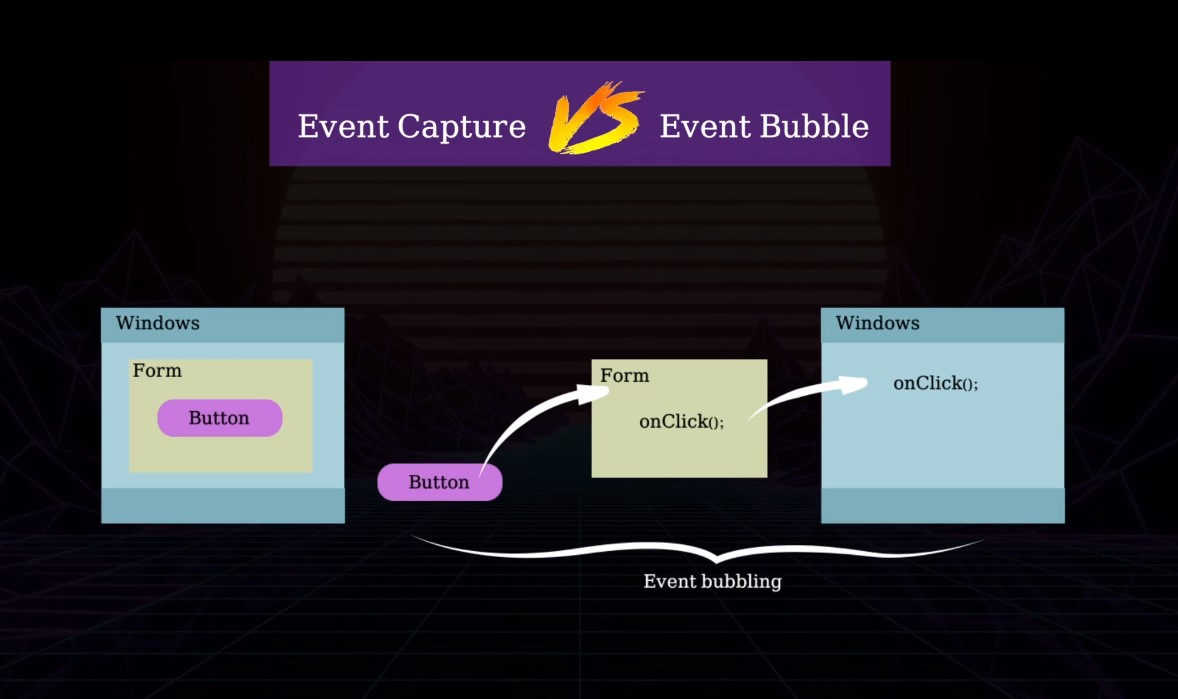 Event Capture VS Event Bubble
Windows
Form
Button
Button
Form
onClick();
Windows
onClick();
Event bubbling